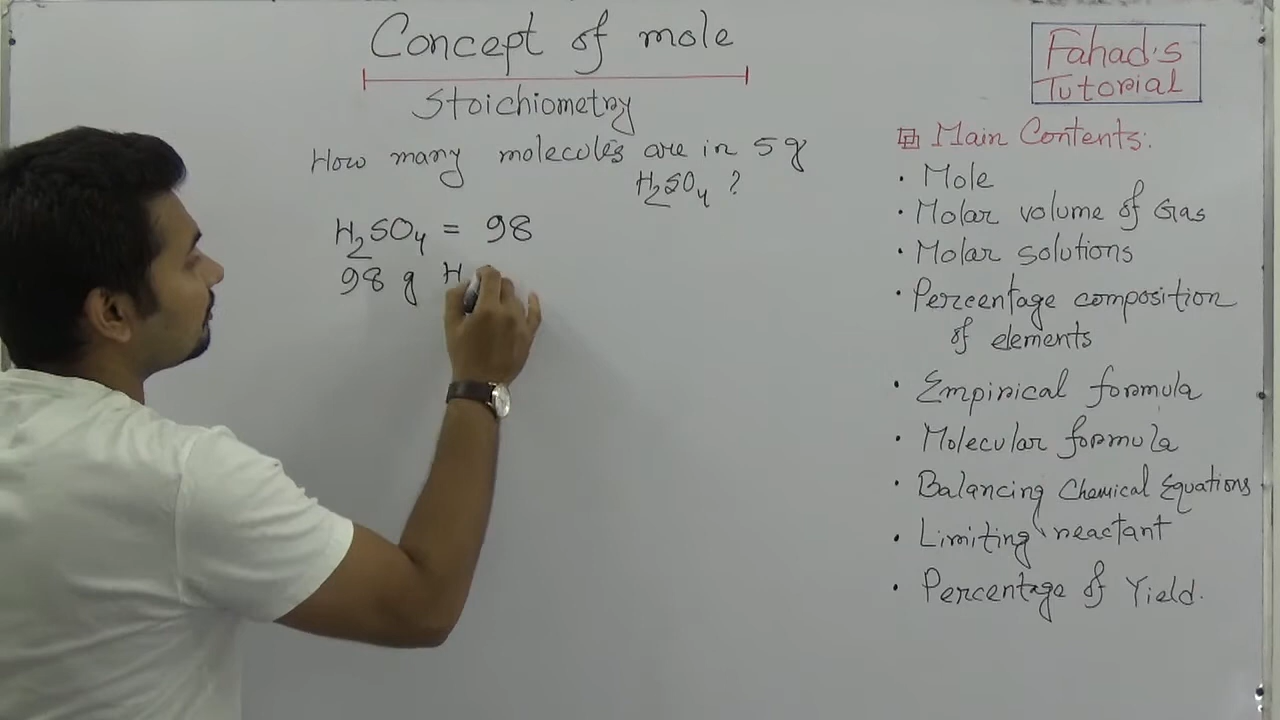 Concept of mole
Stoichiometry
How many molecules are in 5 g
H₂SO₄ ?
H₂SO₄ = 98
98 g H
Fahad's
Tutorial
Main Contents:
· Mole
· Molar volume of Gas
· Molar solutions
· Percentage composition
of elements
· Empirical formula
· Molecular formula
· Balancing Chemical Equations
· Limiting reactant
· Percentage of Yield.